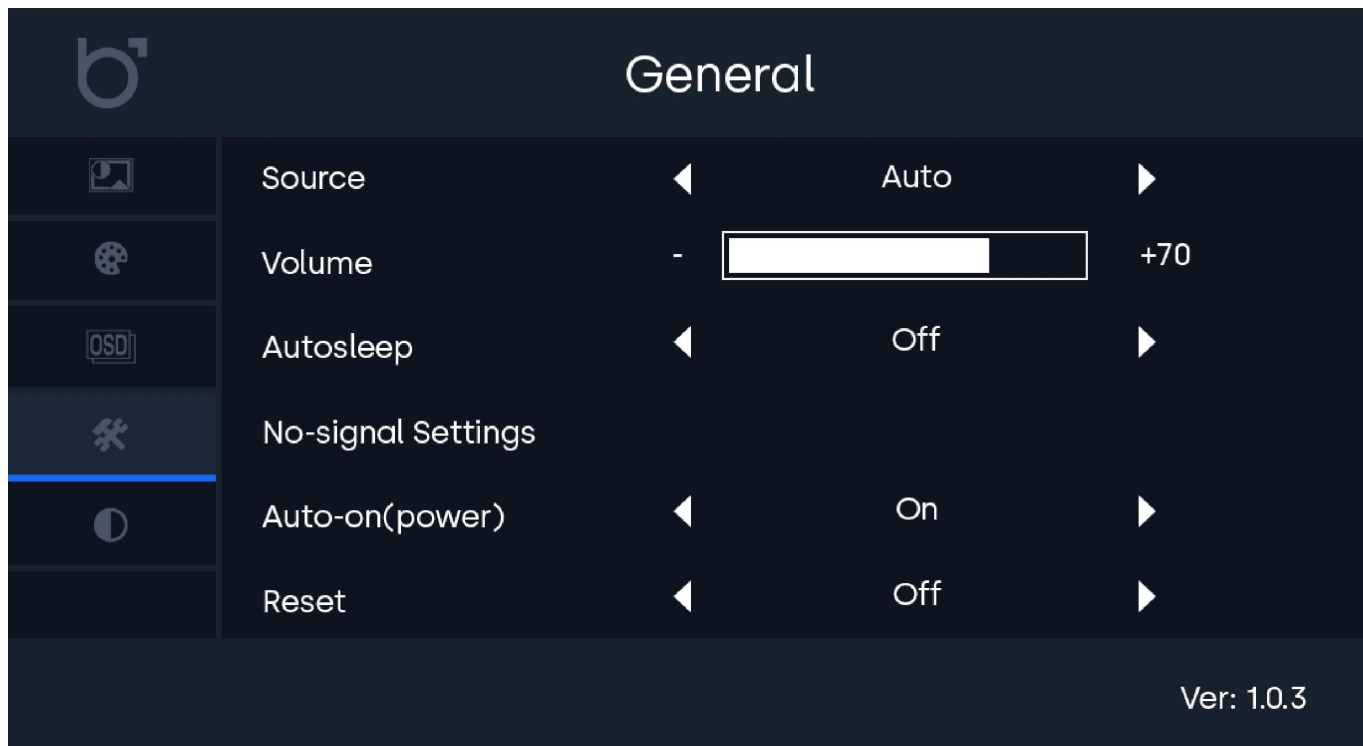 General
Source Auto
Volume - +70
OSD
Autosleep Off
No-signal Settings
Auto-on(power) On
Reset Off
Ver: 1.0.3